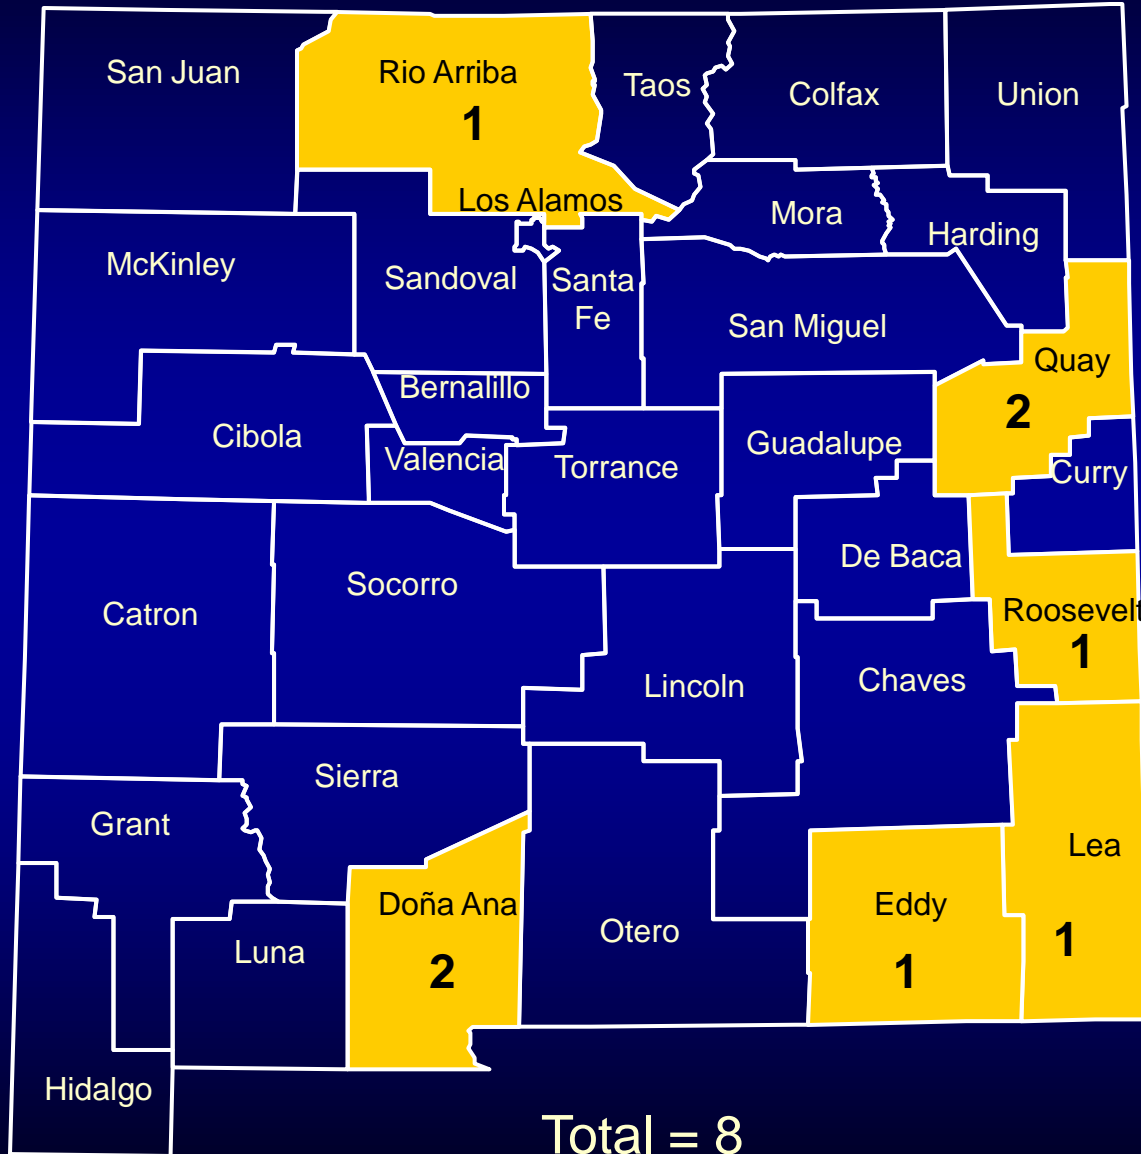 San Juan
Rio Arriba
1
Taos
Colfax
Union
Los Alamos
Mora
Harding
McKinley
Sandoval
Santa
Fe
San Miguel
Quay
2
Bernalillo
Cibola
Valencia
Torrance
Guadalupe
Curry
De Baca
Catron
Socorro
Roosevelt
1
Lincoln
Chaves
Sierra
Grant
Lea
1
Doña Ana
2
Eddy
1
Otero
Luna
Hidalgo
Total = 8